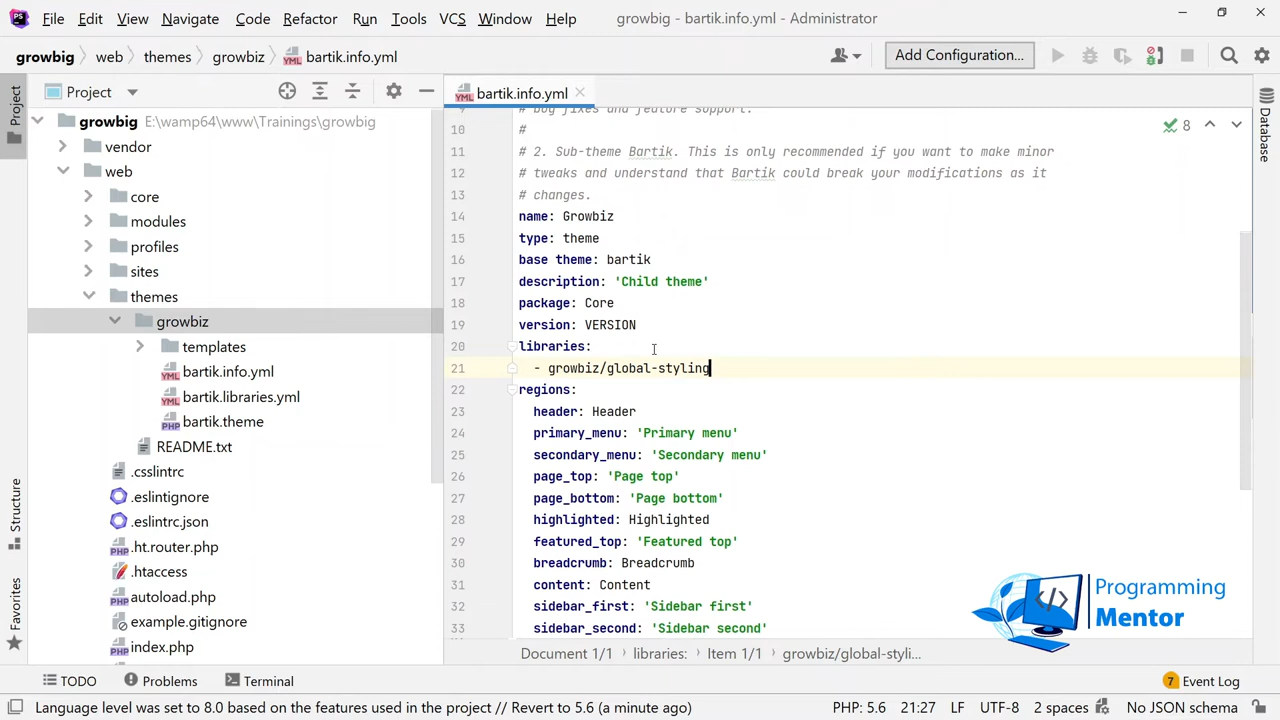 File Edit View Navigate Code Refactor Run Tools VCS Window Help growbig - bartik.info.yml - Administrator
growbig web themes growbiz bartik.info.yml Add Configuration...
Project
bartik.info.yml
growbig E:\wamp64\www\Trainings\growbig
vendor
web
core
modules
profiles
sites
themes
growbiz
templates
bartik.info.yml
bartik.libraries.yml
bartik.theme
README.txt
.csslintrc
.eslintignore
.eslintrc.json
.ht.router.php
.htaccess
autoload.php
example.gitignore
index.php
Project
Structure
Favorites
8
9 # bug fixes and feature support.
10 #
11 # 2. Sub-theme Bartik. This is only recommended if you want to make minor
12 # tweaks and understand that Bartik could break your modifications as it
13 # changes.
14 name: Growbiz
15 type: theme
16 base theme: bartik
17 description: 'Child theme'
18 package: Core
19 version: VERSION
20 libraries:
21 - growbiz/global-styling
22 regions:
23 header: Header
24 primary_menu: 'Primary menu'
25 secondary_menu: 'Secondary menu'
26 page_top: 'Page top'
27 page_bottom: 'Page bottom'
28 highlighted: Highlighted
29 featured_top: 'Featured top'
30 breadcrumb: Breadcrumb
31 content: Content
32 sidebar_first: 'Sidebar first'
33 sidebar_second: 'Sidebar second'
Database
Programming
Mentor
Document 1/1 libraries: Item 1/1 growbiz/global-styli...
TODO Problems Terminal 7 Event Log
Language level was set to 8.0 based on the features used in the project // Revert to 5.6 (a minute ago) PHP: 5.6 21:27 LF UTF-8 2 spaces No JSON schema